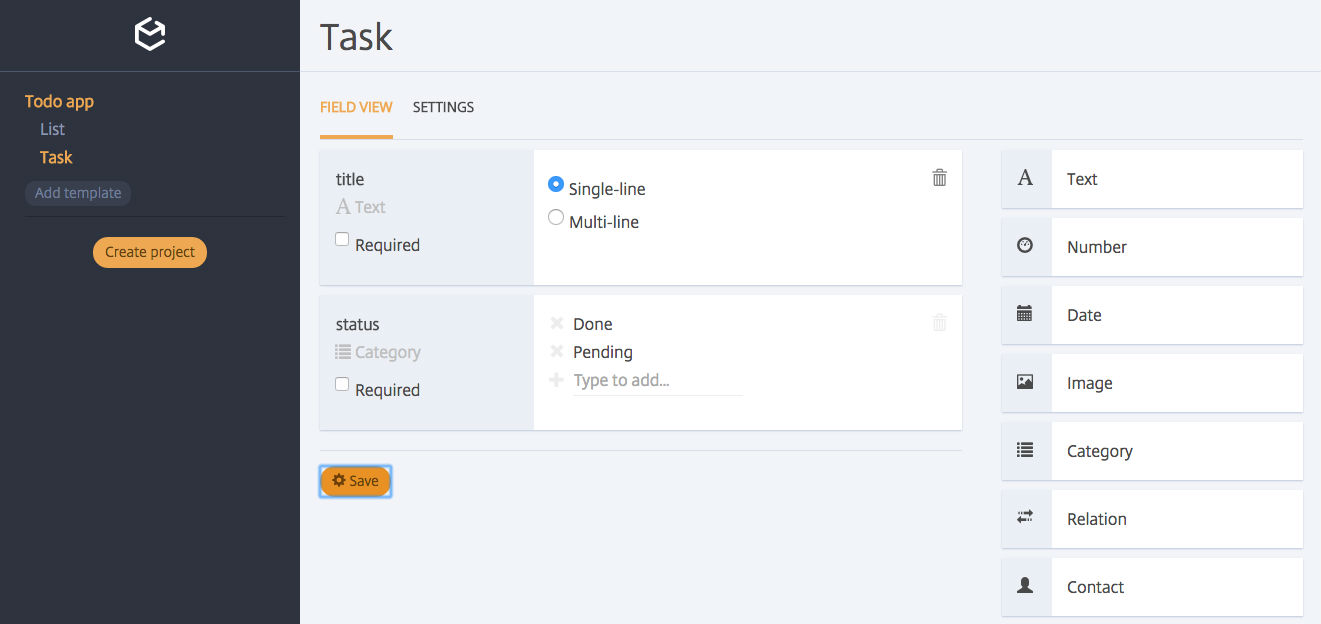 Task
Todo app
List
Task
Add template
Create project
FIELD VIEW
SETTINGS
title
Text
Required
Single-line
Multi-line
status
Category
Required
Done
Pending
Type to add...
Save
Text
Number
Date
Image
Category
Relation
Contact